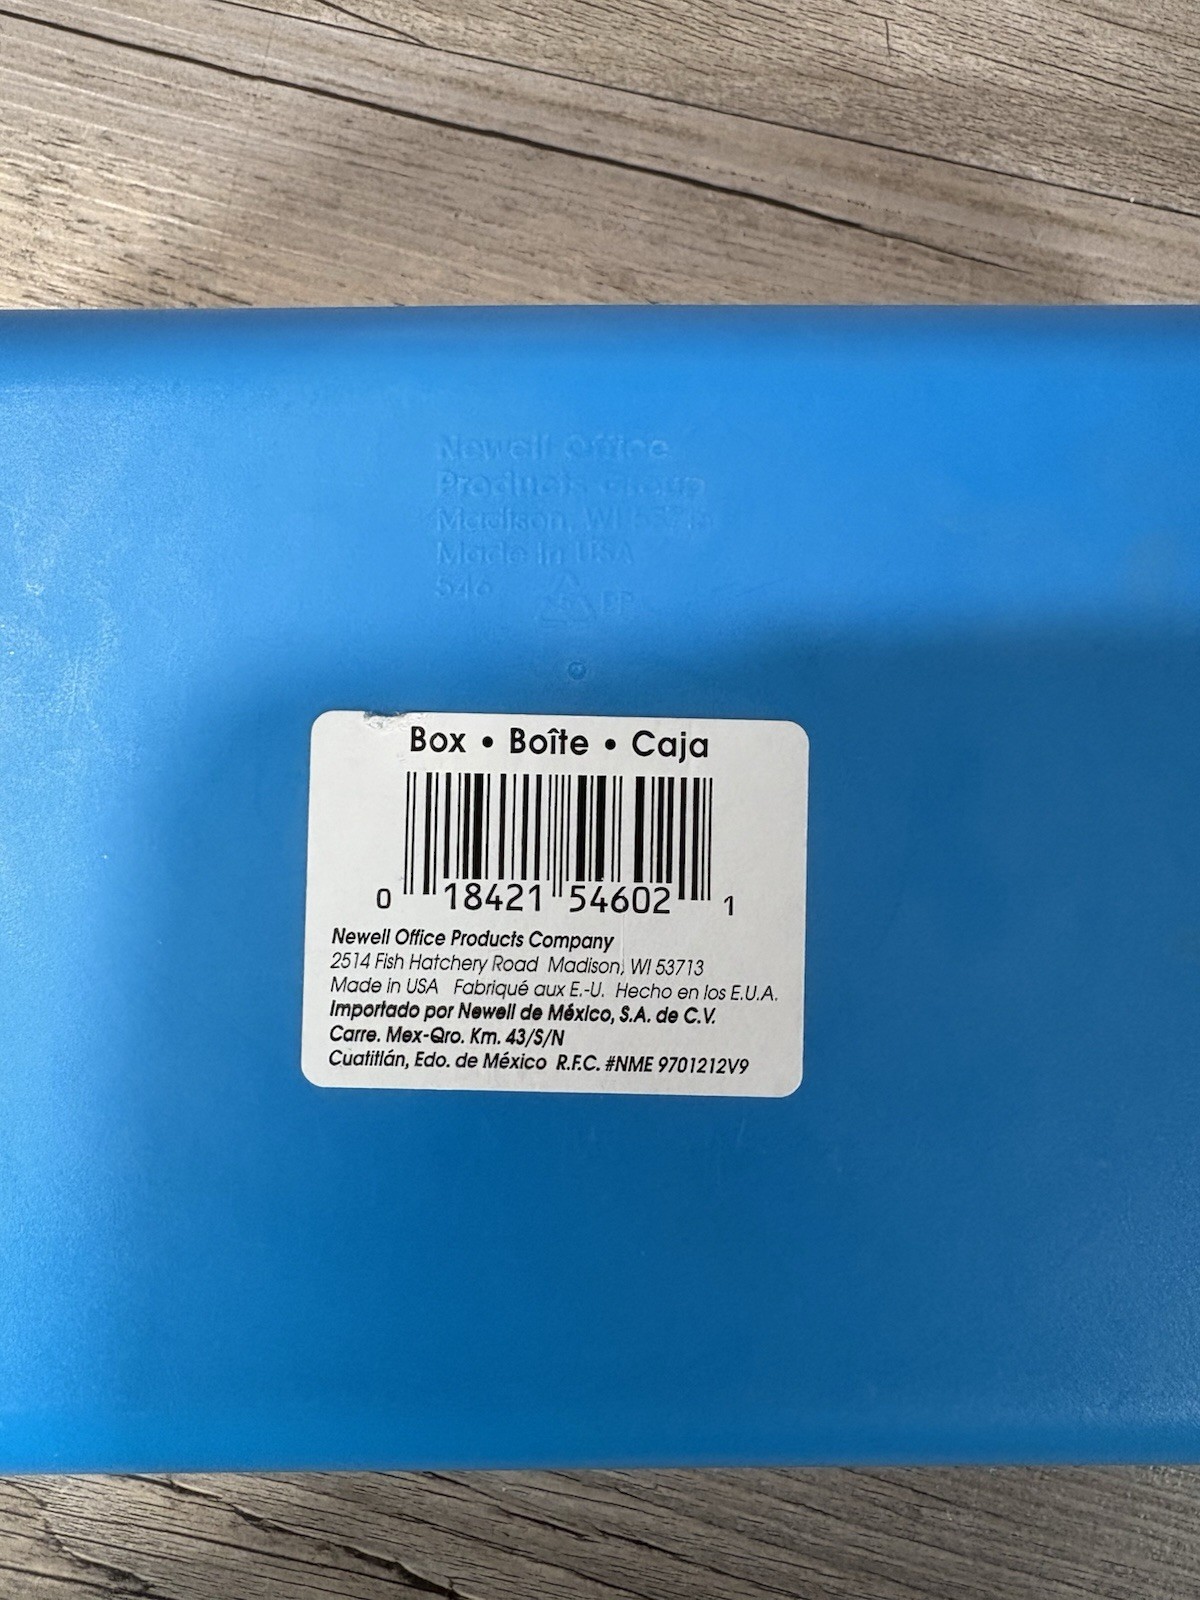 Newell Office
Products Group
Madison, WI 53713
Made in USA
546
Box • Boîte • Caja
0 18421 54602 1
Newell Office Products Company
2514 Fish Hatchery Road Madison, WI 53713
Made in USA Fabriqué aux E.-U. Hecho en los E.U.A.
Importado por Newell de México, S.A. de C.V.
Carre. Mex-Qro. Km. 43/S/N
Cuatitlán, Edo. de México R.F.C. #NME 9701212V9